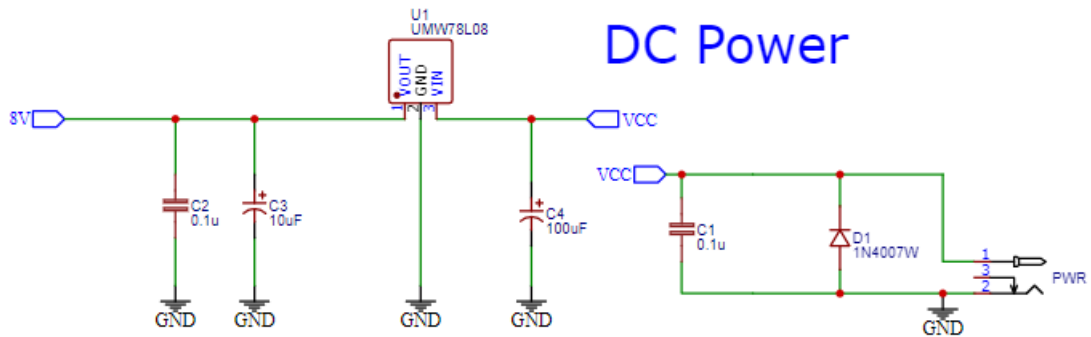 U1
UMW78L08
DC Power
VOUT
GND
VIN
1
2
3
8V
VCC
C2
0.1u
C3
10uF
C4
100uF
GND
GND
GND
GND
VCC
C1
0.1u
D1
1N4007W
1
3
2
PWR
GND